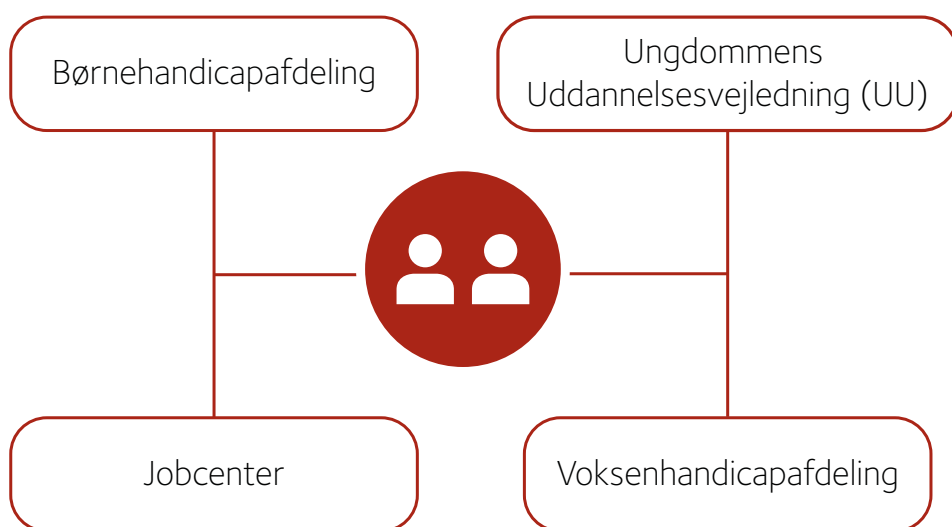 Børnehandicapafdeling
Ungdommens
Uddannelsesvejledning (UU)
Jobcenter
Voksenhandicapafdeling